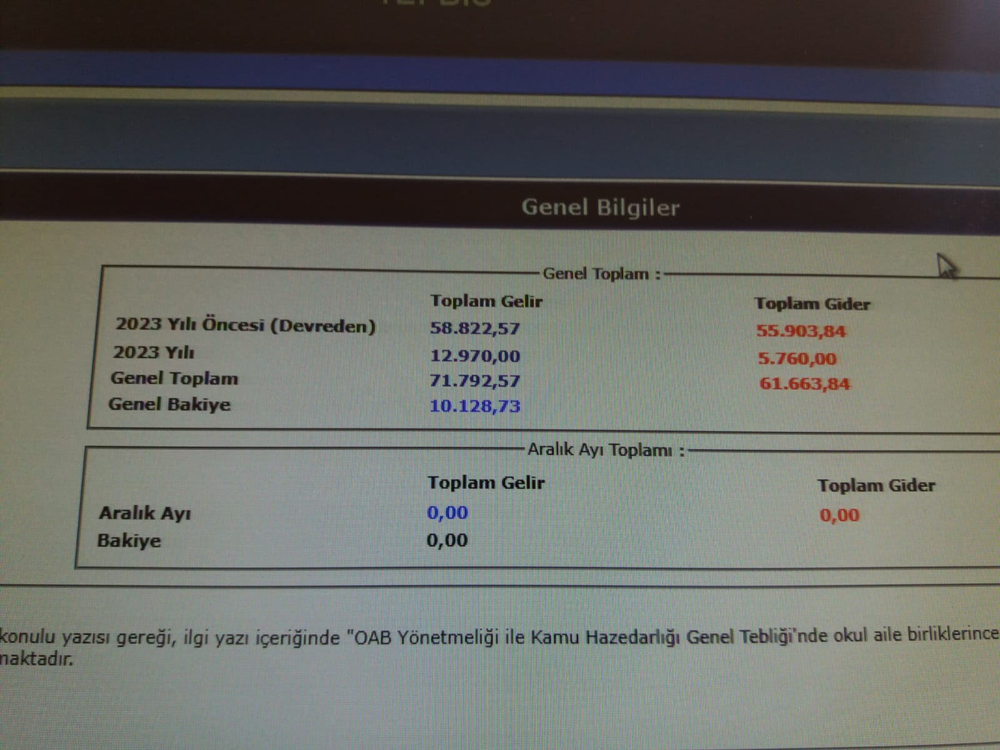 Genel Bilgiler
Genel Toplam :
Toplam Gelir Toplam Gider
2023 Yılı Öncesi (Devreden) 58.822,57 55.903,84
2023 Yılı 12.970,00 5.760,00
Genel Toplam 71.792,57 61.663,84
Genel Bakiye 10.128,73
Aralık Ayı Toplamı :
Toplam Gelir Toplam Gider
Aralık Ayı 0,00 0,00
Bakiye 0,00
konulu yazısı gereği, ilgi yazı içeriğinde "OAB Yönetmeliği ile Kamu Hazedarlığı Genel Tebliği'nde okul aile birliklerince
maktadır.